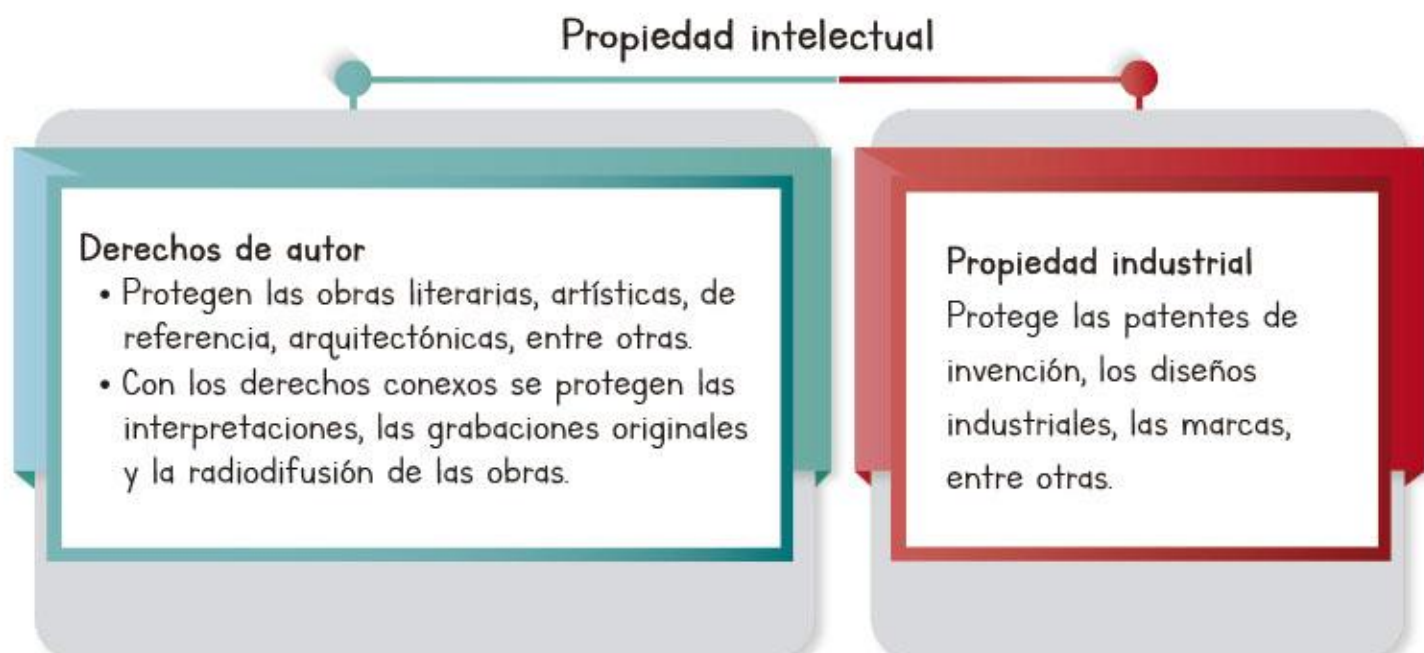 Propiedad intelectual
Derechos de autor
• Protegen las obras literarias, artísticas, de
referencia, arquitectónicas, entre otras.
• Con los derechos conexos se protegen las
interpretaciones, las grabaciones originales
y la radiodifusión de las obras.
Propiedad industrial
Protege las patentes de
invención, los diseños
industriales, las marcas,
entre otras.